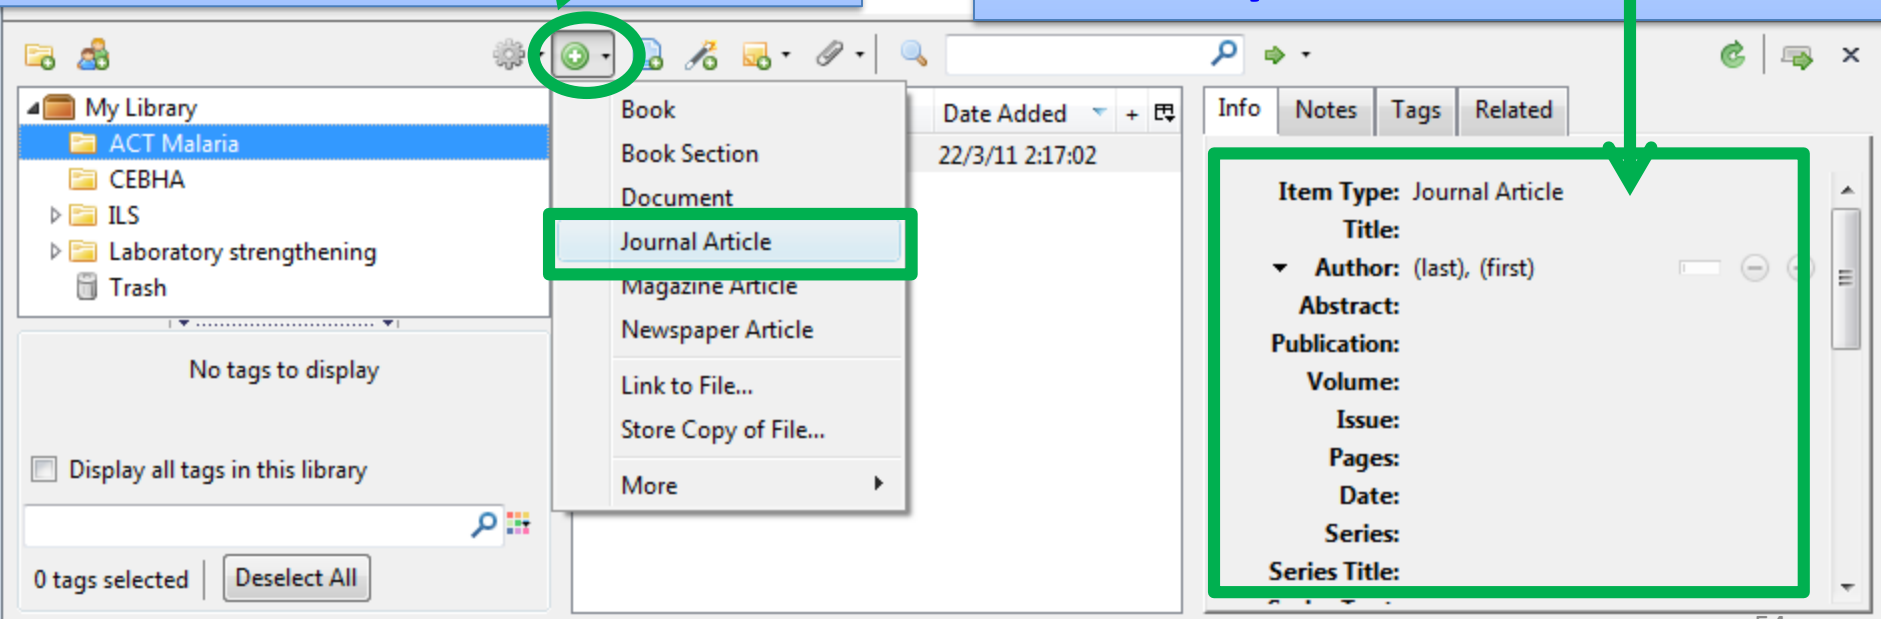 My Library
ACT Malaria
CEBHA
ILS
Laboratory strengthening
Trash
No tags to display
Display all tags in this library
0 tags selected
Deselect All
Book
Book Section
Document
Journal Article
Magazine Article
Newspaper Article
Link to File...
Store Copy of File...
More
Date Added
22/3/11 2:17:02
Info Notes Tags Related
Item Type: Journal Article
Title:
Author: (last), (first)
Abstract:
Publication:
Volume:
Issue:
Pages:
Date:
Series:
Series Title: